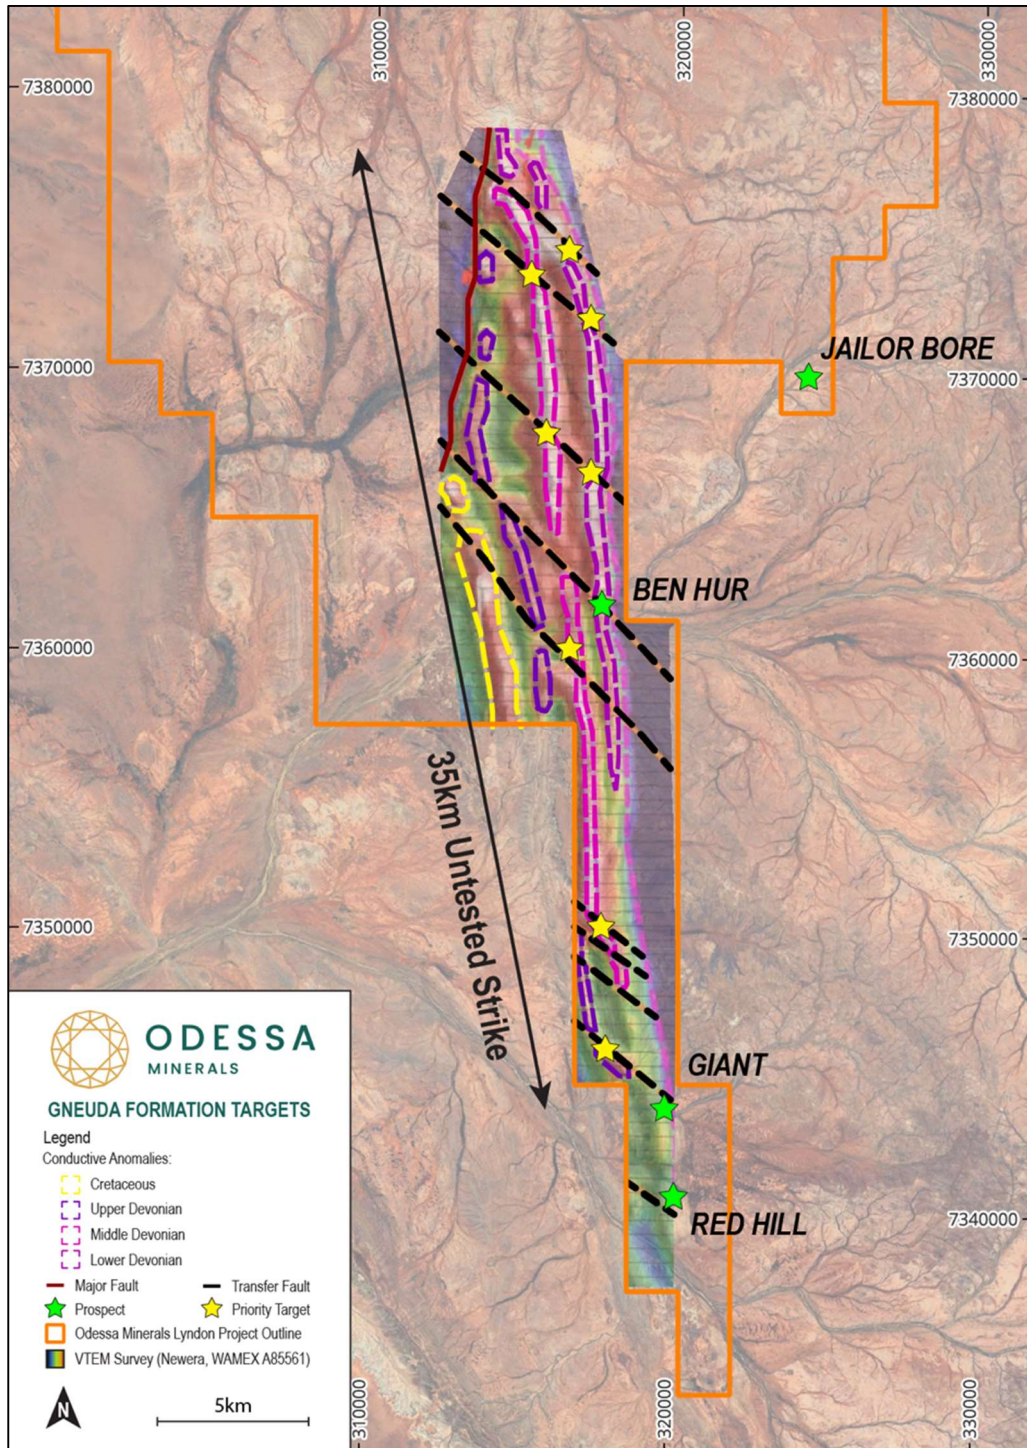 310000
320000
330000
7380000
7380000
JAILOR BORE
7370000
7370000
BEN HUR
7360000
7360000
35km Untested Strike
7350000
7350000
GIANT
RED HILL
7340000
ODESSA
MINERALS
GNEUDA FORMATION TARGETS
Legend
Conductive Anomalies:
Cretaceous
Upper Devonian
Middle Devonian
Lower Devonian
Major Fault
Transfer Fault
Prospect
Priority Target
Odessa Minerals Lyndon Project Outline
VTEM Survey (Newera, WAMEX A85561)
N
5km
310000
320000
330000